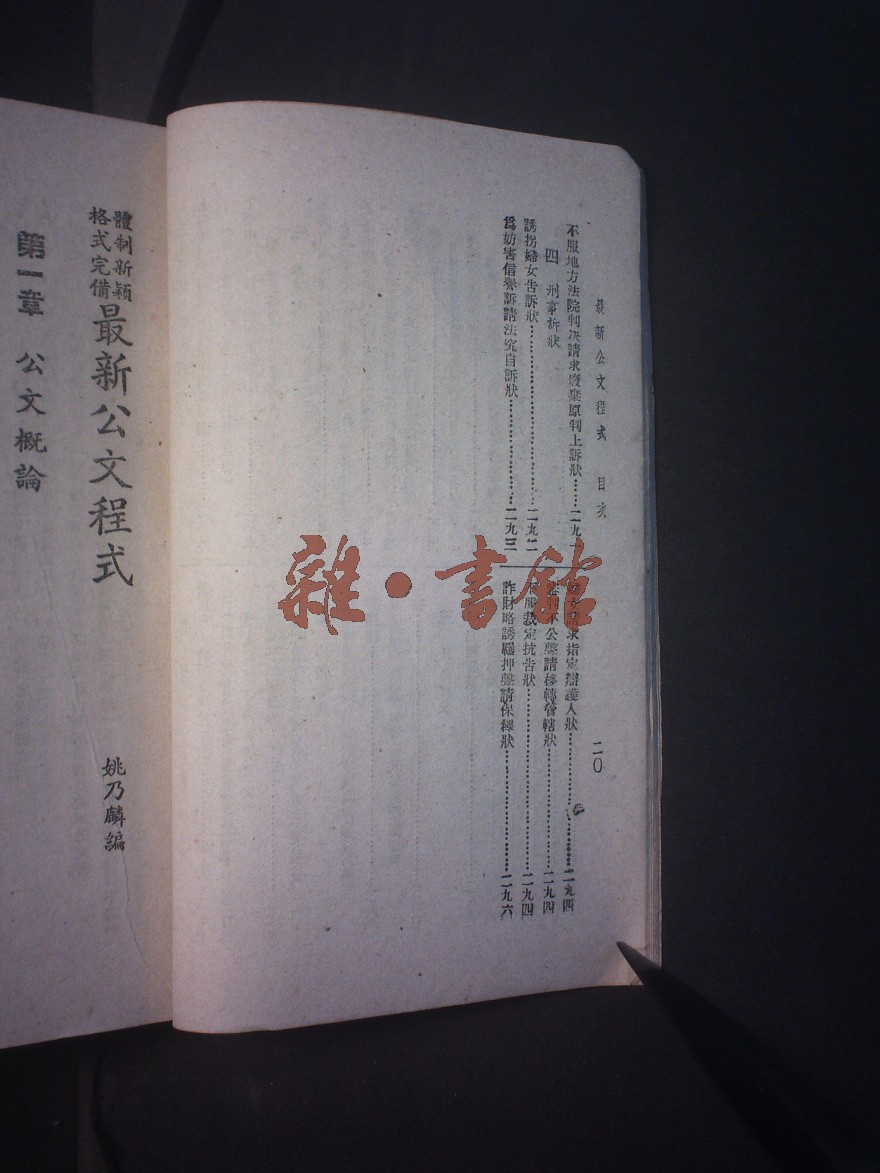 最新公文程式　目次
二〇
不服地方法院判决請求廢棄原判上訴狀……二九
四　刑事訴狀
誘拐婦女告訴狀……二九二
爲妨害信譽訴請法究自訴狀……二九三
請求指定辯護人狀……二九四
不公聲請移轉管轄狀……二九四
不服裁定抗告狀……二九四
詐財略誘羈押聲請保釋狀……二九六
體制新穎
格式完備
最新公文程式
姚乃麟編
第一章　公文概論
雜·書館